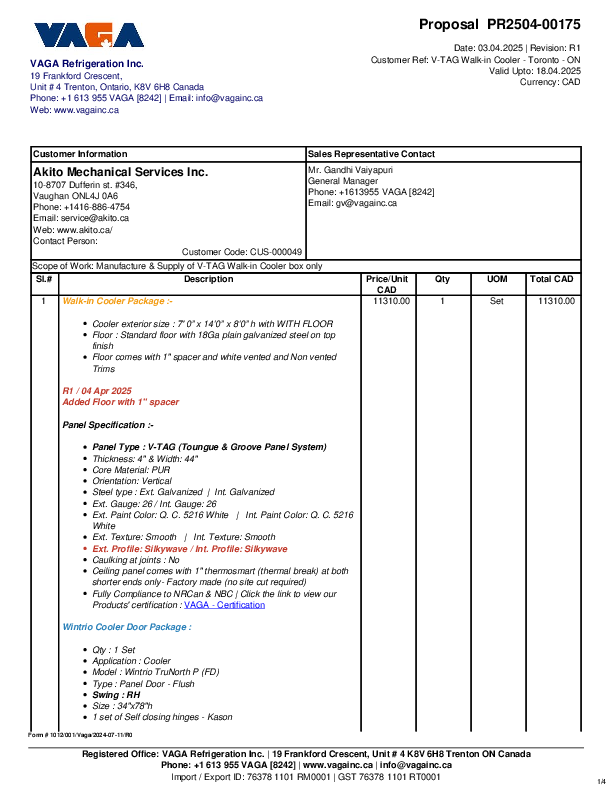 VAGA
Proposal PR2504-00175
Date: 03.04.2025 | Revision: R1
Customer Ref: V-TAG Walk-in Cooler - Toronto - ON
Valid Upto: 18.04.2025
Currency: CAD
VAGA Refrigeration Inc.
19 Frankford Crescent,
Unit # 4 Trenton, Ontario, K8V 6H8 Canada
Phone: +1 613 955 VAGA [8242] | Email: info@vagainc.ca
Web: www.vagainc.ca
Customer Information
Sales Representative Contact
Akito Mechanical Services Inc.
10-8707 Dufferin st. #346,
Vaughan ONL4J 0A6
Phone: +1416-886-4754
Email: service@akito.ca
Web: www.akito.ca/
Contact Person:
Customer Code: CUS-000049
Mr. Gandhi Vaiyapuri
General Manager
Phone: +1613955 VAGA [8242]
Email: gv@vagainc.ca
Scope of Work: Manufacture & Supply of V-TAG Walk-in Cooler box only
Sl.# Description Price/Unit CAD Qty UOM Total CAD
1 Walk-in Cooler Package :- 11310.00 1 Set 11310.00
• Cooler exterior size : 7' 0" x 14'0" x 8'0" h with WITH FLOOR
• Floor : Standard floor with 18Ga plain galvanized steel on top
finish
• Floor comes with 1" spacer and white vented and Non vented
Trims
R1 / 04 Apr 2025
Added Floor with 1" spacer
Panel Specification :-
• Panel Type : V-TAG (Toungue & Groove Panel System)
• Thickness: 4" & Width: 44"
• Core Material: PUR
• Orientation: Vertical
• Steel type : Ext. Galvanized | Int. Galvanized
• Ext. Gauge: 26 / Int. Gauge: 26
• Ext. Paint Color: Q. C. 5216 White | Int. Paint Color: Q. C. 5216
White
• Ext. Texture: Smooth | Int. Texture: Smooth
• Ext. Profile: Silkywave / Int. Profile: Silkywave
• Caulking at joints : No
• Ceiling panel comes with 1" thermosmart (thermal break) at both
shorter ends only- Factory made (no site cut required)
• Fully Compliance to NRCan & NBC | Click the link to view our
Products' certification : VAGA - Certification
Wintrio Cooler Door Package :
• Qty : 1 Set
• Application : Cooler
• Model : Wintrio TruNorth P (FD)
• Type : Panel Door - Flush
• Swing : RH
• Size : 34"x78"h
• 1 set of Self closing hinges - Kason
Form # 1012/001/Vaga/2024-07-11/R0
Registered Office: VAGA Refrigeration Inc. | 19 Frankford Crescent, Unit # 4 K8V 6H8 Trenton ON Canada
Phone: +1 613 955 VAGA [8242] | www.vagainc.ca | info@vagainc.ca
Import / Export ID: 76378 1101 RM0001 | GST 76378 1101 RT0001
1/4